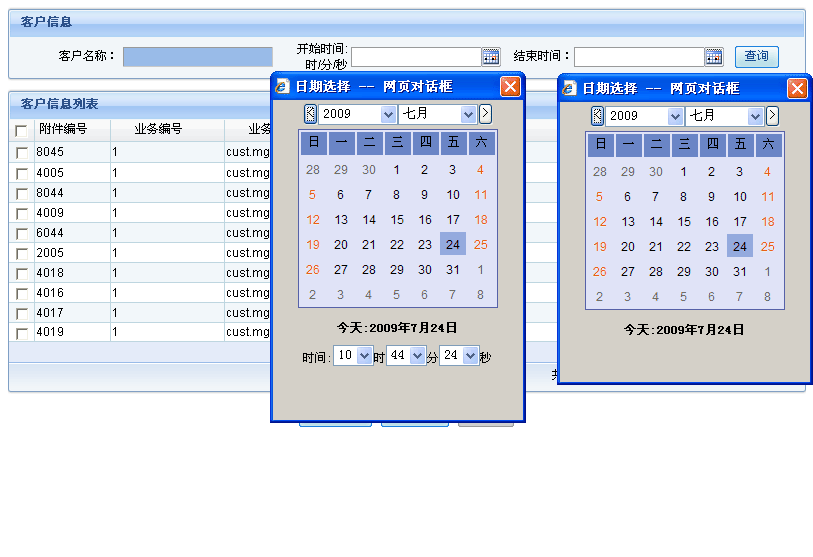 客户信息
客户名称： 开始时间: 时/分/秒 结束时间： 查询
客户信息列表
附件编号 业务编号 业务
8045 1 cust.mg
4005 1 cust.mg
8044 1 cust.mg
4009 1 cust.mg
6044 1 cust.mg
2005 1 cust.mg
4018 1 cust.mg
4016 1 cust.mg
4017 1 cust.mg
4019 1 cust.mg
日期选择 -- 网页对话框
2009 七月
日 一 二 三 四 五 六
28 29 30 1 2 3 4
5 6 7 8 9 10 11
12 13 14 15 16 17 18
19 20 21 22 23 24 25
26 27 28 29 30 31 1
2 3 4 5 6 7 8
今天:2009年7月24日
时间: 10 时 44 分 24 秒
日期选择 -- 网页对话框
2009 七月
日 一 二 三 四 五 六
28 29 30 1 2 3 4
5 6 7 8 9 10 11
12 13 14 15 16 17 18
19 20 21 22 23 24 25
26 27 28 29 30 31 1
2 3 4 5 6 7 8
今天:2009年7月24日